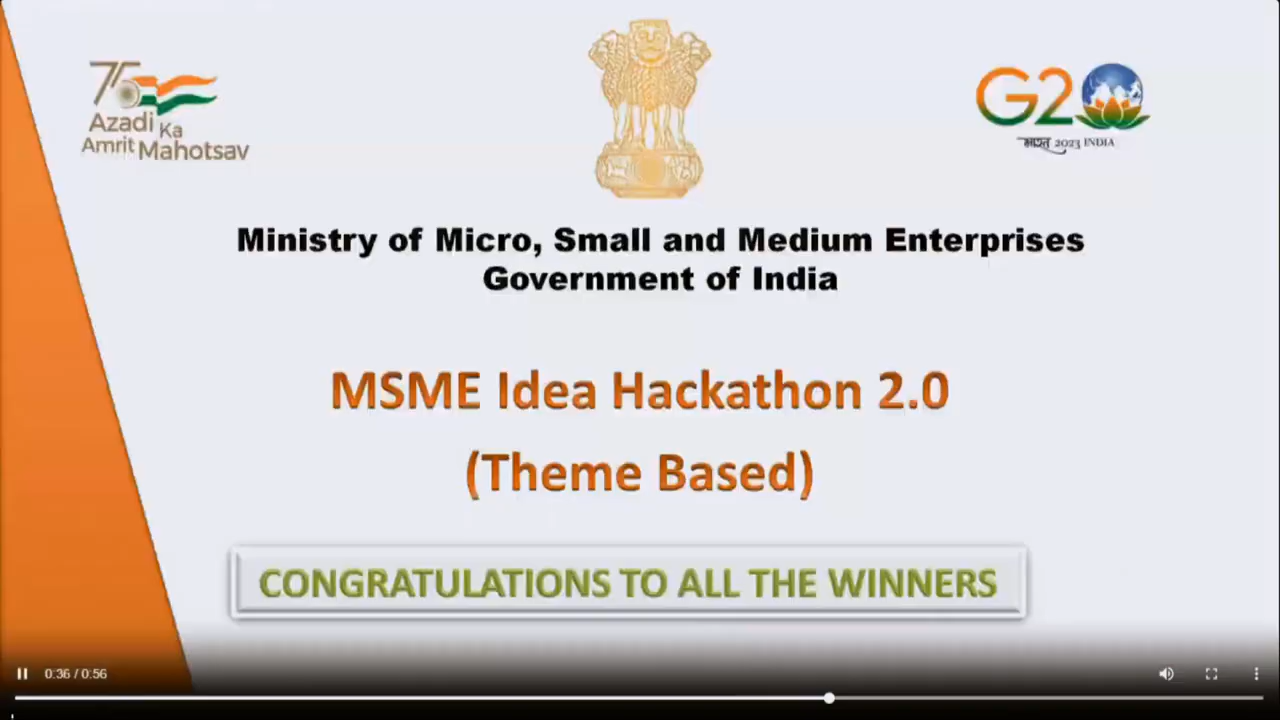 75
Azadi Ka
Amrit Mahotsav
G20
भारत 2023 INDIA
Ministry of Micro, Small and Medium Enterprises
Government of India
MSME Idea Hackathon 2.0
(Theme Based)
CONGRATULATIONS TO ALL THE WINNERS
0:36 / 0:56